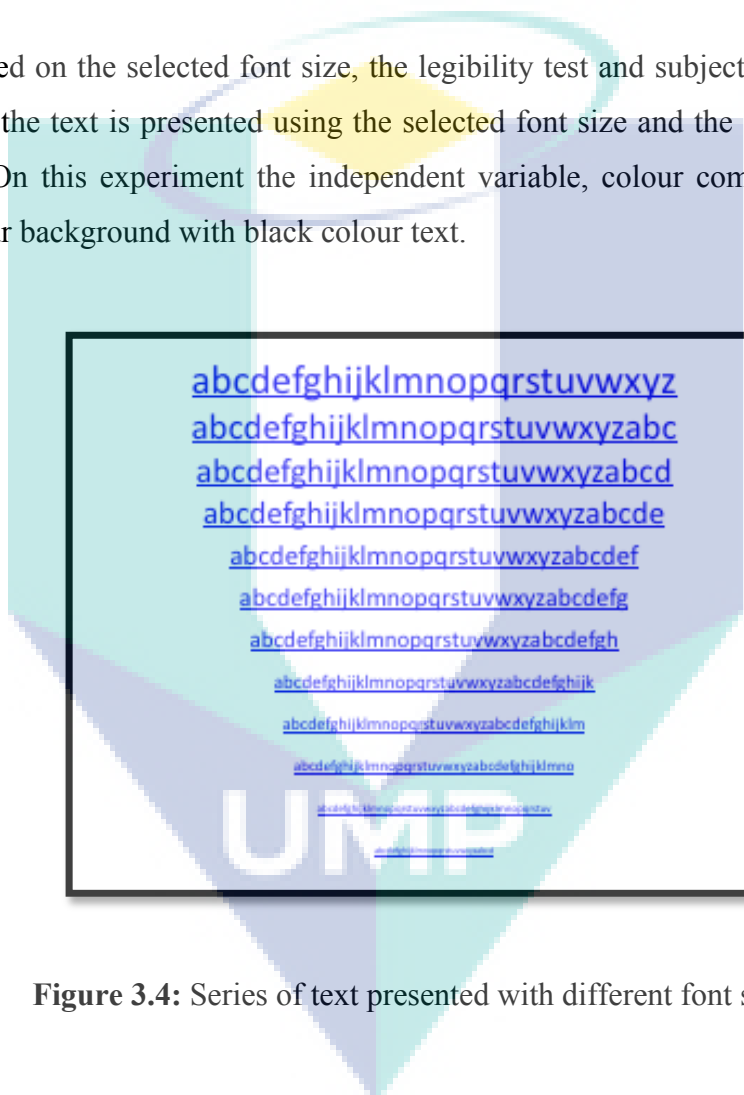 ed on the selected font size, the legibility test and subject
the text is presented using the selected font size and the
On this experiment the independent variable, colour com
r background with black colour text.
abcdefghijklmnopqrstuvwxyz
abcdefghijklmnopqrstuvwxyzabc
abcdefghijklmnopqrstuvwxyzabcd
abcdefghijklmnopqrstuvwxyzabcde
abcdefghijklmnopqrstuvwxyzabcdef
abcdefghijklmnopqrstuvwxyzabcdefg
abcdefghijklmnopqrstuvwxyzabcdefgh
abcdefghijklmnopqrstuvwxyzabcdefghijk
abcdefghijklmnopqrstuvwxyzabcdefghijklm
abcdefghijklmnopqrstuvwxyzabcdefghijklmno
UMP
Figure 3.4: Series of text presented with different font s